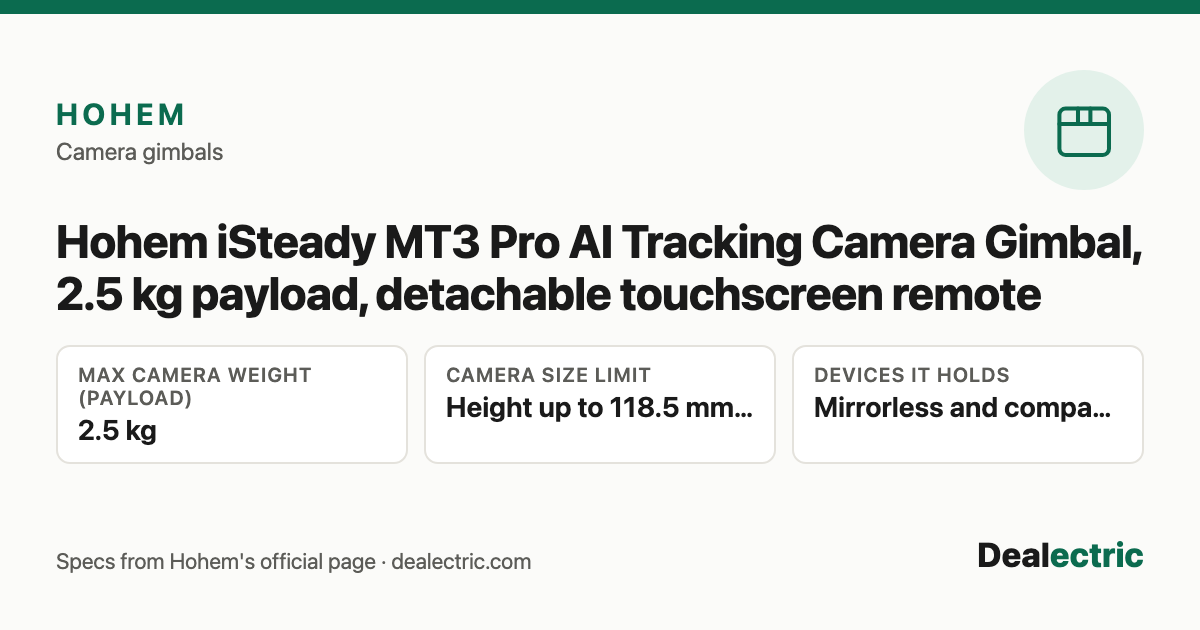 HOHEM
Camera gimbals
Hohem iSteady MT3 Pro AI Tracking Camera Gimbal,
2.5 kg payload, detachable touchscreen remote
MAX CAMERA WEIGHT
(PAYLOAD)
2.5 kg
CAMERA SIZE LIMIT
Height up to 118.5 mm...
DEVICES IT HOLDS
Mirrorless and compa...
Specs from Hohem's official page · dealectric.com
Dealectric